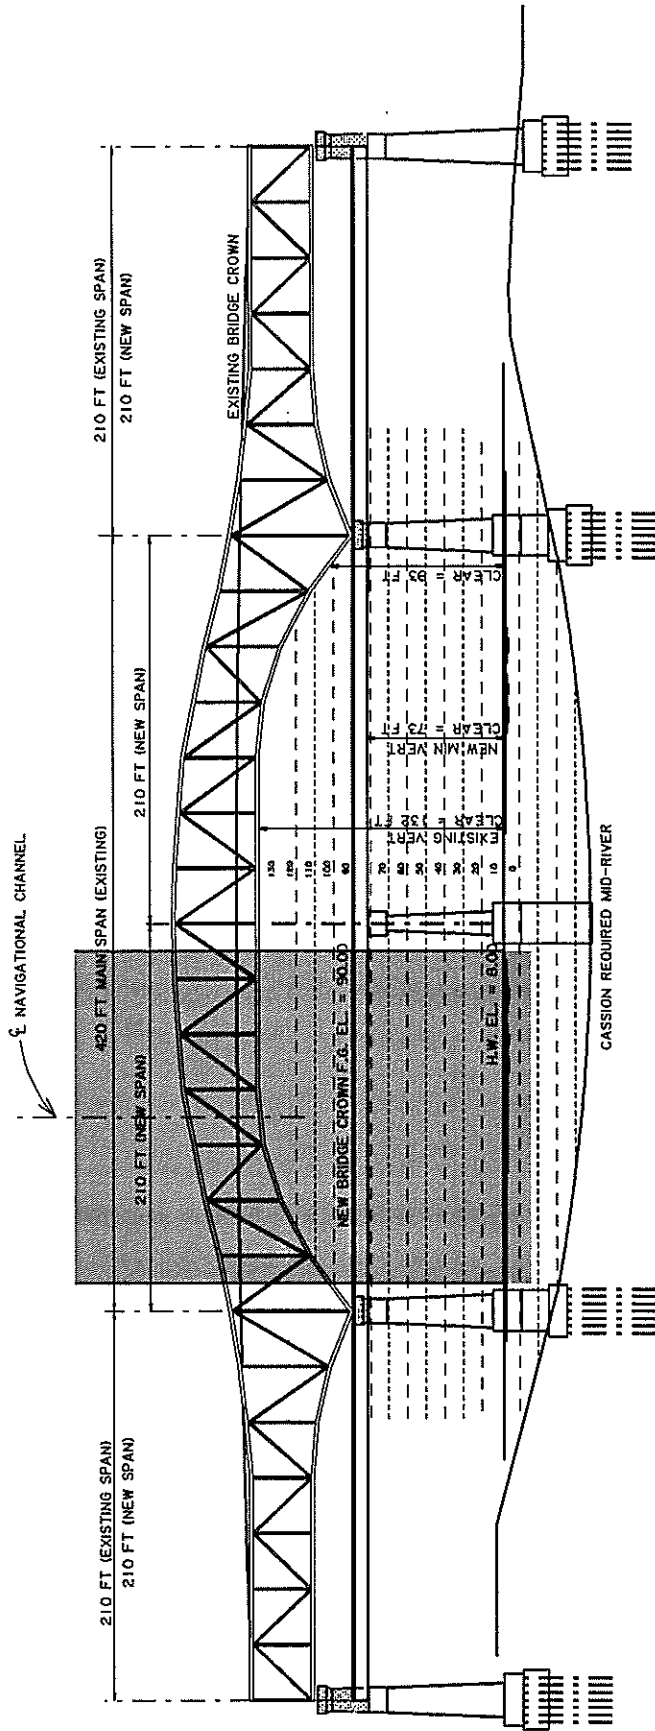 ℄ NAVIGATIONAL CHANNEL
210 FT (EXISTING SPAN)
210 FT (NEW SPAN)
420 FT MAIN SPAN (EXISTING)
210 FT (NEW SPAN)
210 FT (NEW SPAN)
210 FT (EXISTING SPAN)
210 FT (NEW SPAN)
EXISTING BRIDGE CROWN
NEW BRIDGE CROWN F.G. EL. = 90.00
H.W. EL. = 8.00
130
120
110
100
90
70
60
50
40
30
20
10
0
EXISTING VERT
CLEAR = 132 FT
NEW MIN VERT
CLEAR = 73 FT
CLEAR = 93 FT
CASSION REQUIRED MID-RIVER